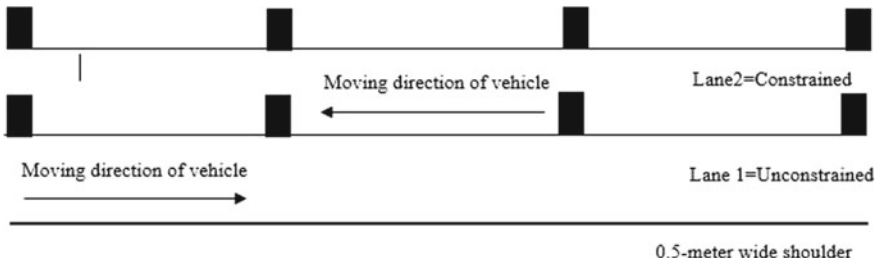 Moving direction of vehicle
Lane2=Constrained
Moving direction of vehicle
Lane 1=Unconstrained
0.5-meter wide shoulder